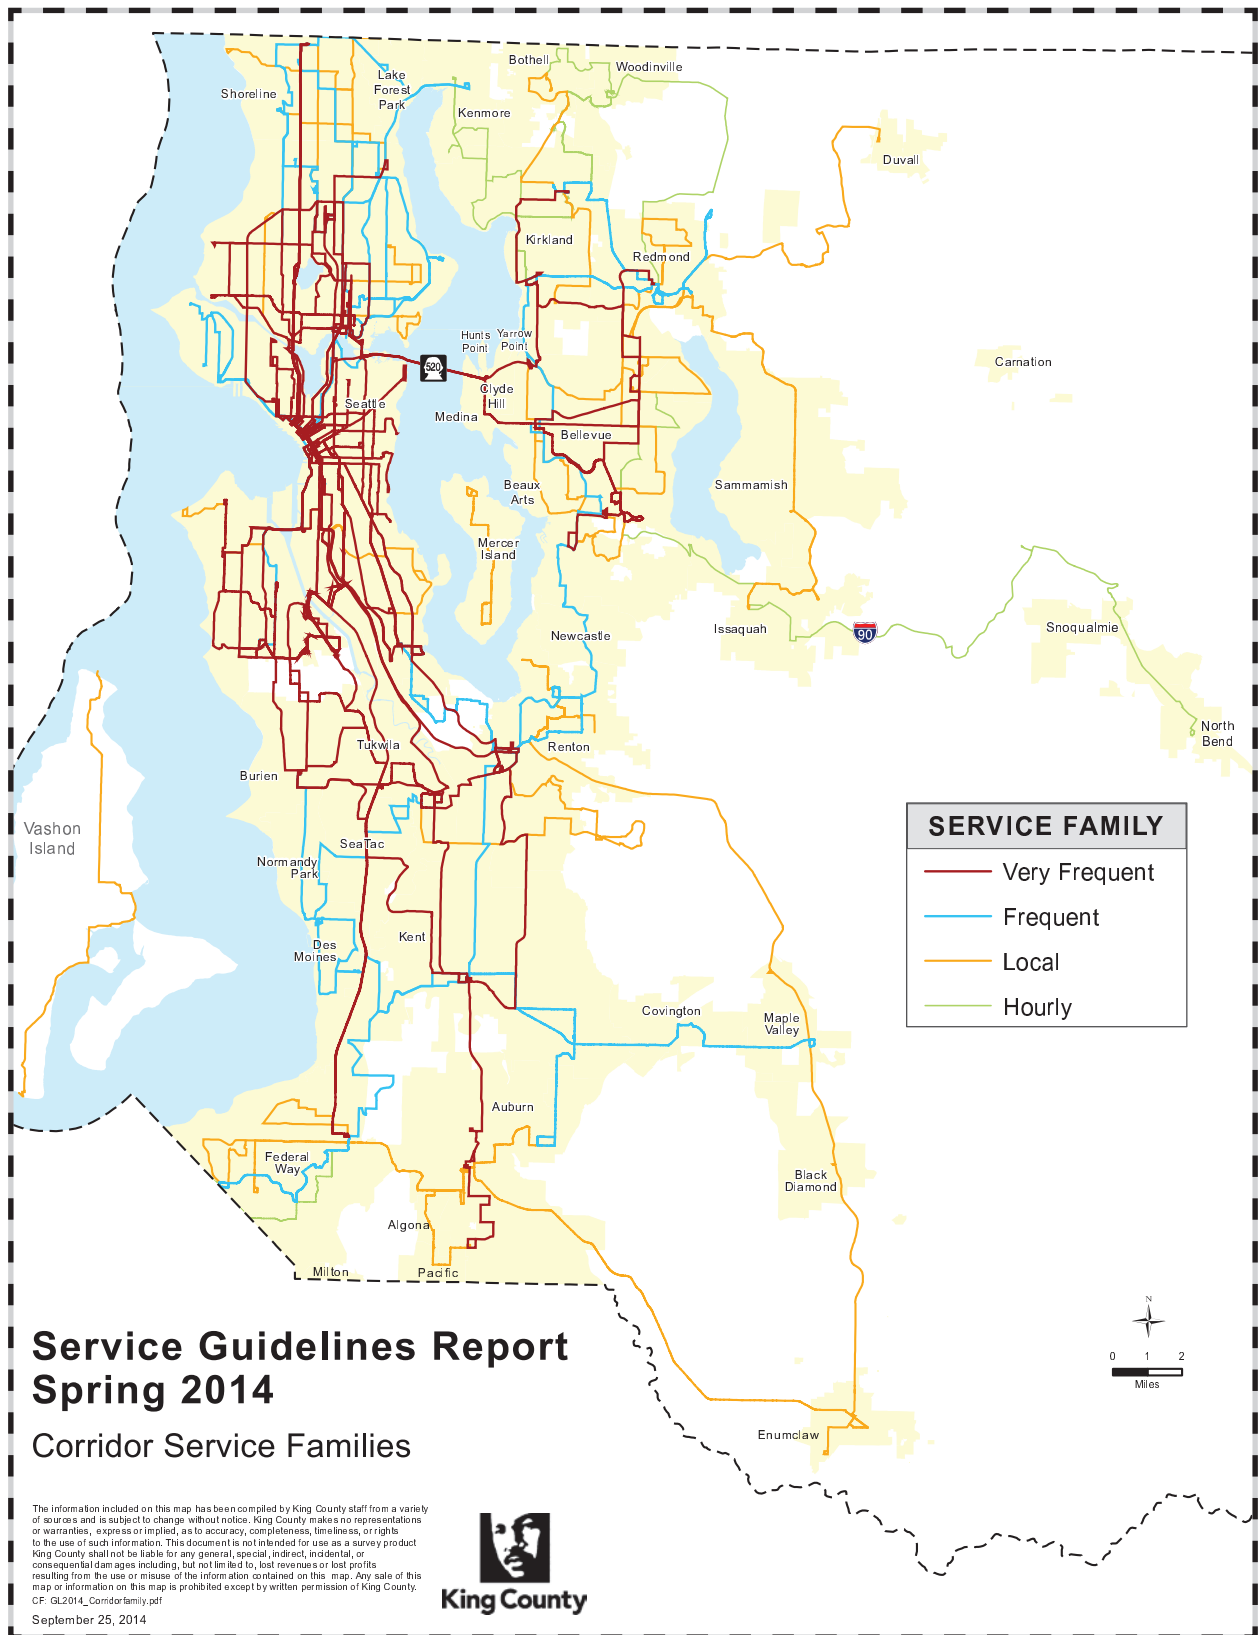 Bothell
Woodinville
Lake
Forest
Park
Shoreline
Kenmore
Duvall
Kirkland
Redmond
Hunts
Point
Yarrow
Point
Carnation
520
Clyde
Hill
Seattle
Medina
Bellevue
Beaux
Arts
Sammamish
Mercer
Island
Newcastle
Issaquah
90
Snoqualmie
North
Bend
Tukwila
Renton
Burien
Vashon
Island
SeaTac
Normandy
Park
Kent
Des
Moines
Covington
Maple
Valley
Auburn
Federal
Way
Black
Diamond
Algona
Milton
Pacific
Enumclaw
SERVICE FAMILY
Very Frequent
Frequent
Local
Hourly
N
0 1 2
Miles
Service Guidelines Report
Spring 2014
Corridor Service Families
The information included on this map has been compiled by King County staff from a variety
of sources and is subject to change without notice. King County makes no representations
or warranties, express or implied, as to accuracy, completeness, timeliness, or rights
to the use of such information. This document is not intended for use as a survey product
King County shall not be liable for any general, special, indirect, incidental, or
consequential damages including, but not limited to, lost revenues or lost profits
resulting from the use or misuse of the information contained on this map. Any sale of this
map or information on this map is prohibited except by written permission of King County.
CF: GL2014_Corridorfamily.pdf
September 25, 2014
King County